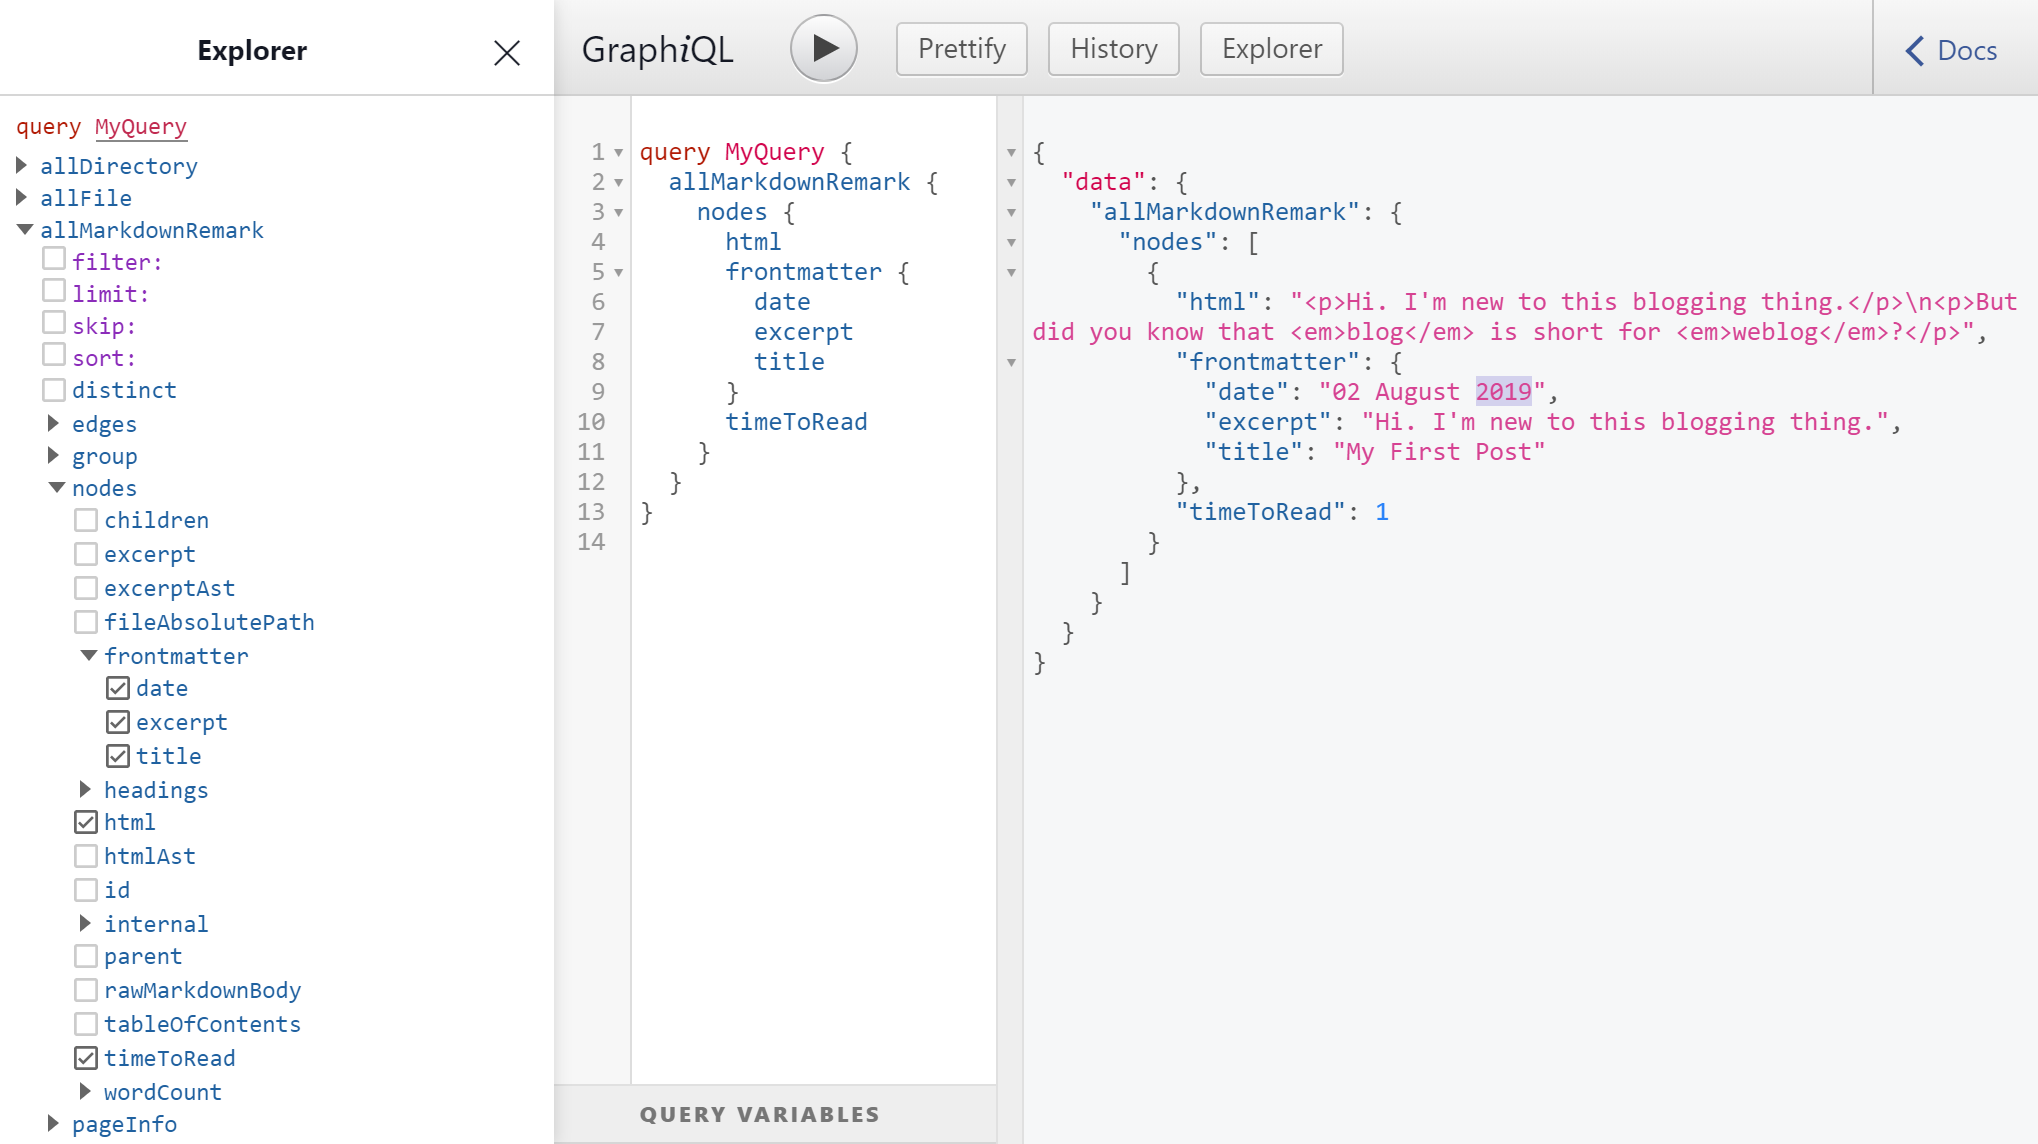 Explorer
query MyQuery
allDirectory
allFile
allMarkdownRemark
filter:
limit:
skip:
sort:
distinct
edges
group
nodes
children
excerpt
excerptAst
fileAbsolutePath
frontmatter
date
excerpt
title
headings
html
htmlAst
id
internal
parent
rawMarkdownBody
tableOfContents
timeToRead
wordCount
pageInfo
GraphiQL
Prettify
History
Explorer
Docs
1 query MyQuery {
2 allMarkdownRemark {
3 nodes {
4 html
5 frontmatter {
6 date
7 excerpt
8 title
9 }
10 timeToRead
11 }
12 }
13 }
14
QUERY VARIABLES
{
"data": {
"allMarkdownRemark": {
"nodes": [
{
"html": "<p>Hi. I'm new to this blogging thing.</p>\n<p>But
did you know that <em>blog</em> is short for <em>weblog</em>?</p>",
"frontmatter": {
"date": "02 August 2019",
"excerpt": "Hi. I'm new to this blogging thing.",
"title": "My First Post"
},
"timeToRead": 1
}
]
}
}
}